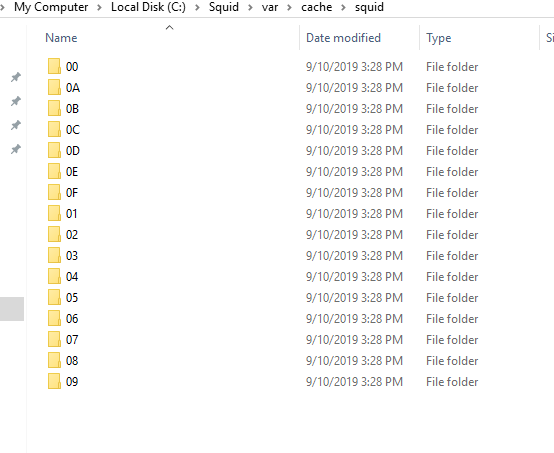 My Computer > Local Disk (C:) > Squid > var > cache > squid
Name Date modified Type Si
00 9/10/2019 3:28 PM File folder
0A 9/10/2019 3:28 PM File folder
0B 9/10/2019 3:28 PM File folder
0C 9/10/2019 3:28 PM File folder
0D 9/10/2019 3:28 PM File folder
0E 9/10/2019 3:28 PM File folder
0F 9/10/2019 3:28 PM File folder
01 9/10/2019 3:28 PM File folder
02 9/10/2019 3:28 PM File folder
03 9/10/2019 3:28 PM File folder
04 9/10/2019 3:28 PM File folder
05 9/10/2019 3:28 PM File folder
06 9/10/2019 3:28 PM File folder
07 9/10/2019 3:28 PM File folder
08 9/10/2019 3:28 PM File folder
09 9/10/2019 3:28 PM File folder